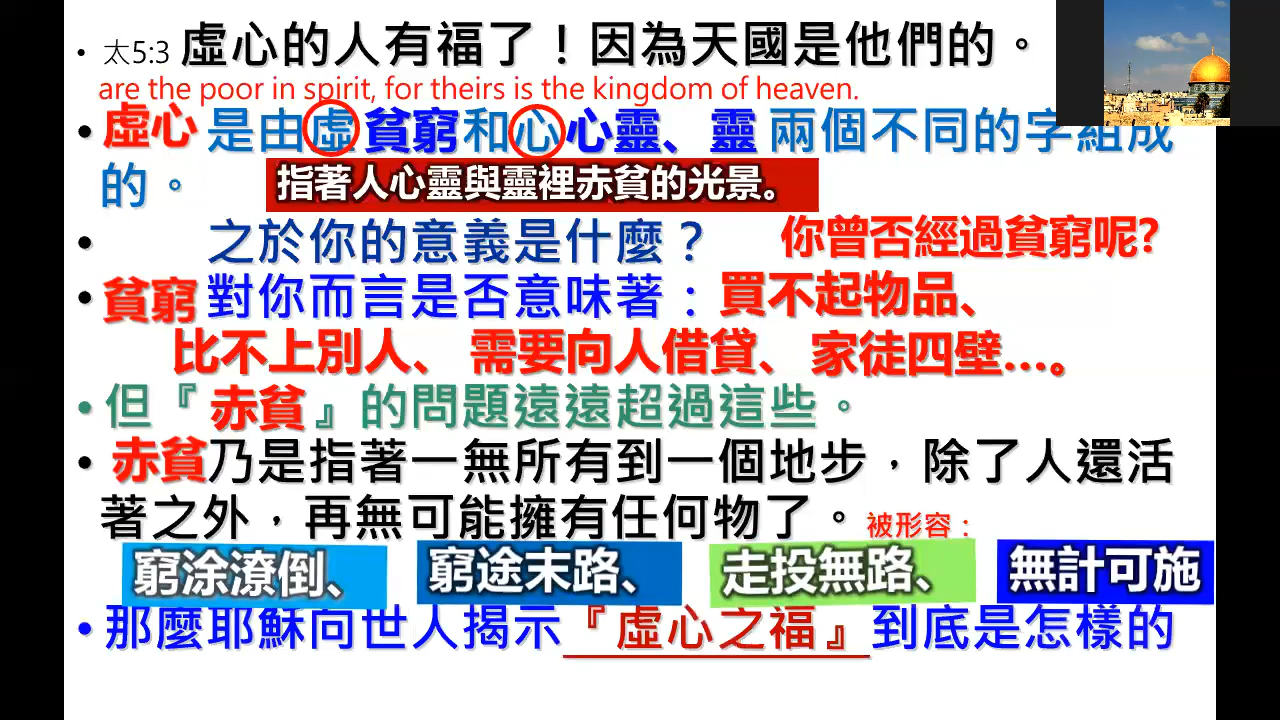 • 太5:3 虛心的人有福了！因為天國是他們的。
are the poor in spirit, for theirs is the kingdom of heaven.
• 虛心 是由虛 貧窮和心 心靈、靈 兩個不同的字組成
的。 指著人心靈與靈裡赤貧的光景。
• 之於你的意義是什麼？ 你曾否經過貧窮呢?
• 貧窮 對你而言是否意味著：買不起物品、
比不上別人、 需要向人借貸、 家徒四壁…。
• 但『 赤貧 』的問題遠遠超過這些。
• 赤貧乃是指著一無所有到一個地步，除了人還活
著之外，再無可能擁有任何物了。 被形容：
窮涂潦倒、 窮途末路、 走投無路、 無計可施
• 那麼耶穌向世人揭示『虛心之福』到底是怎樣的